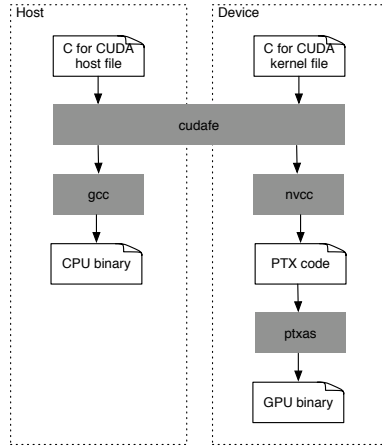 Host
Device
C for CUDA
host file
C for CUDA
kernel file
cudafe
gcc
nvcc
CPU binary
PTX code
ptxas
GPU binary